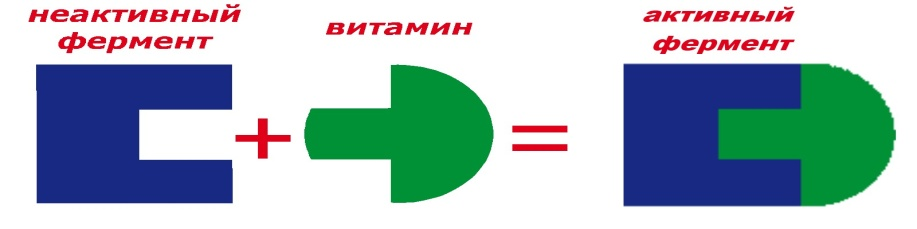 неактивный
фермент
витамин
активный
фермент
+
=